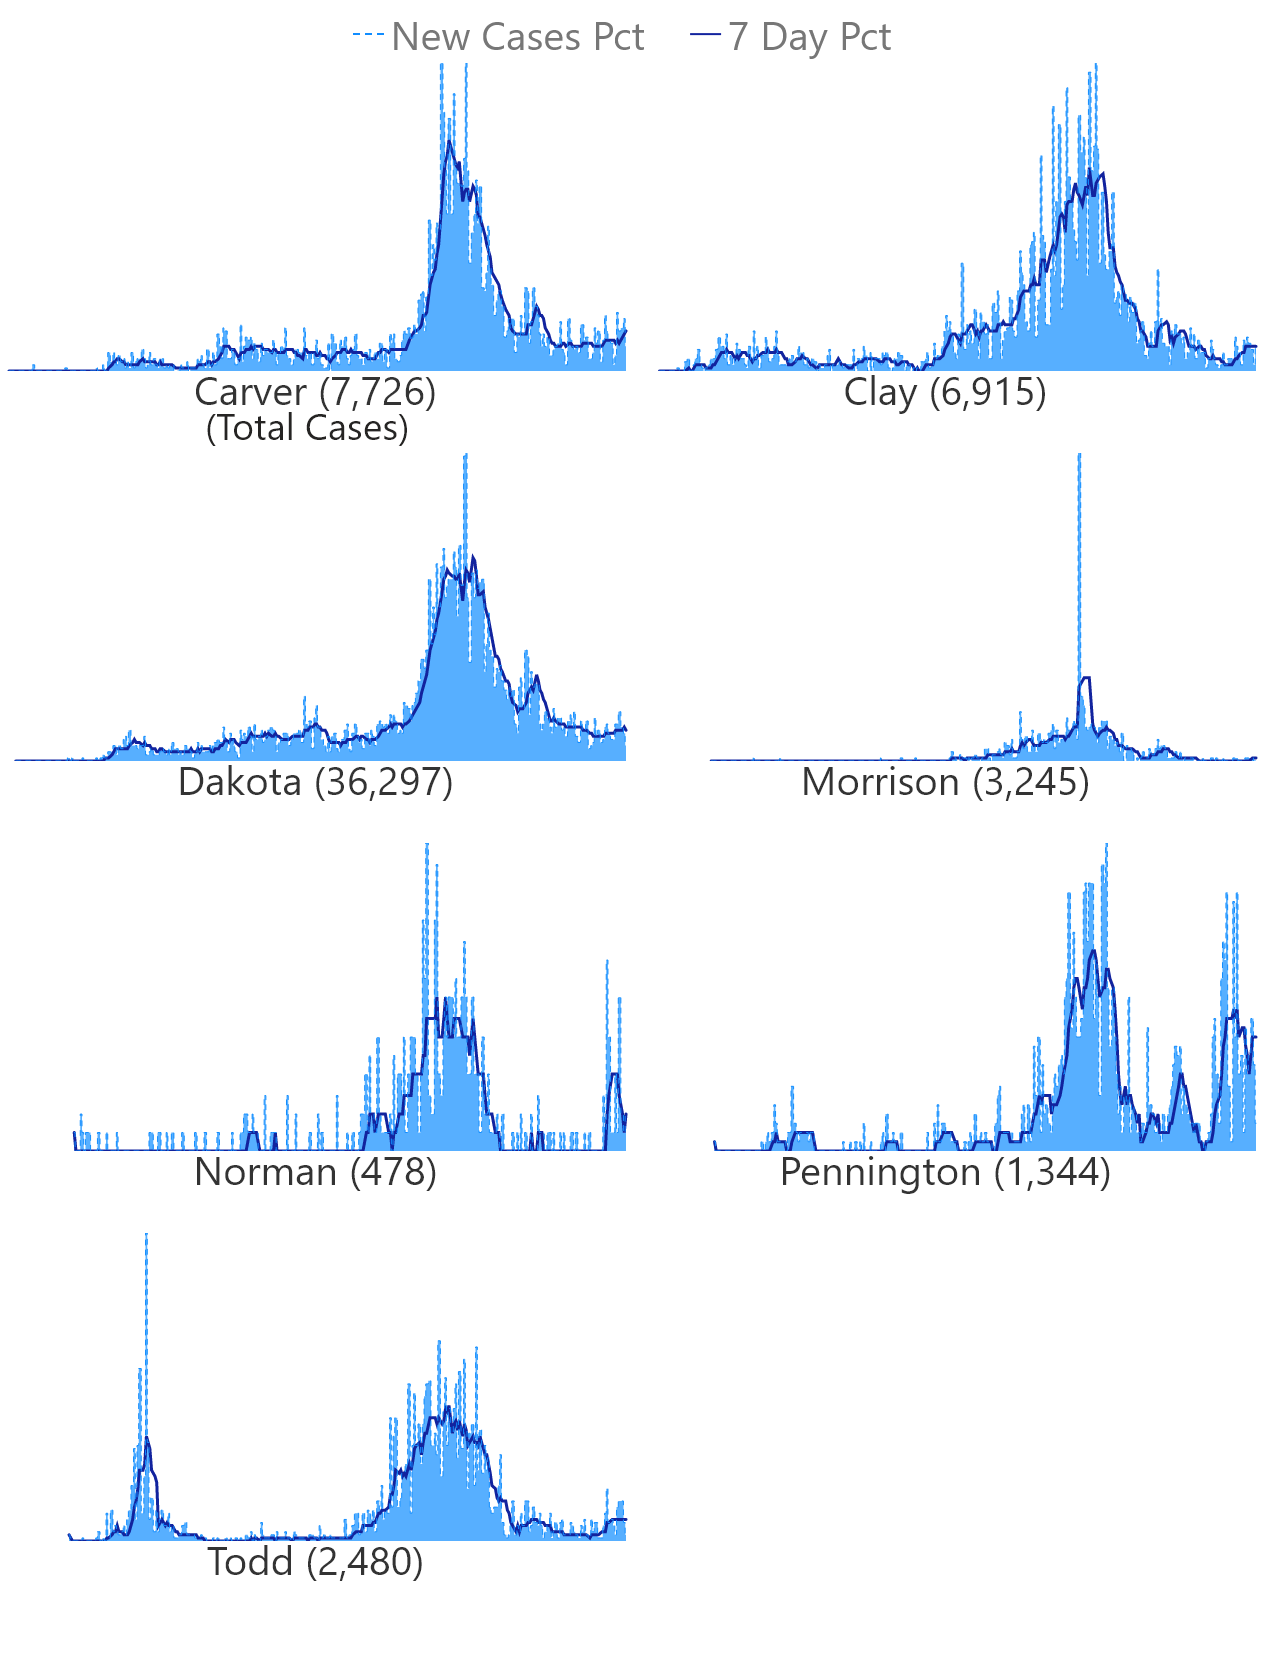 New Cases Pct 7 Day Pct
Carver (7,726) Clay (6,915)
(Total Cases)
Dakota (36,297) Morrison (3,245)
Norman (478) Pennington (1,344)
Todd (2,480)